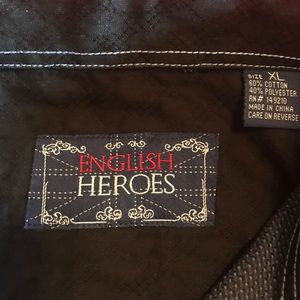 SIZE XL
60% COTTON
40% POLYESTER
RN# 149210
MADE IN CHINA
CARE ON REVERSE
ENGLISH
HEROES